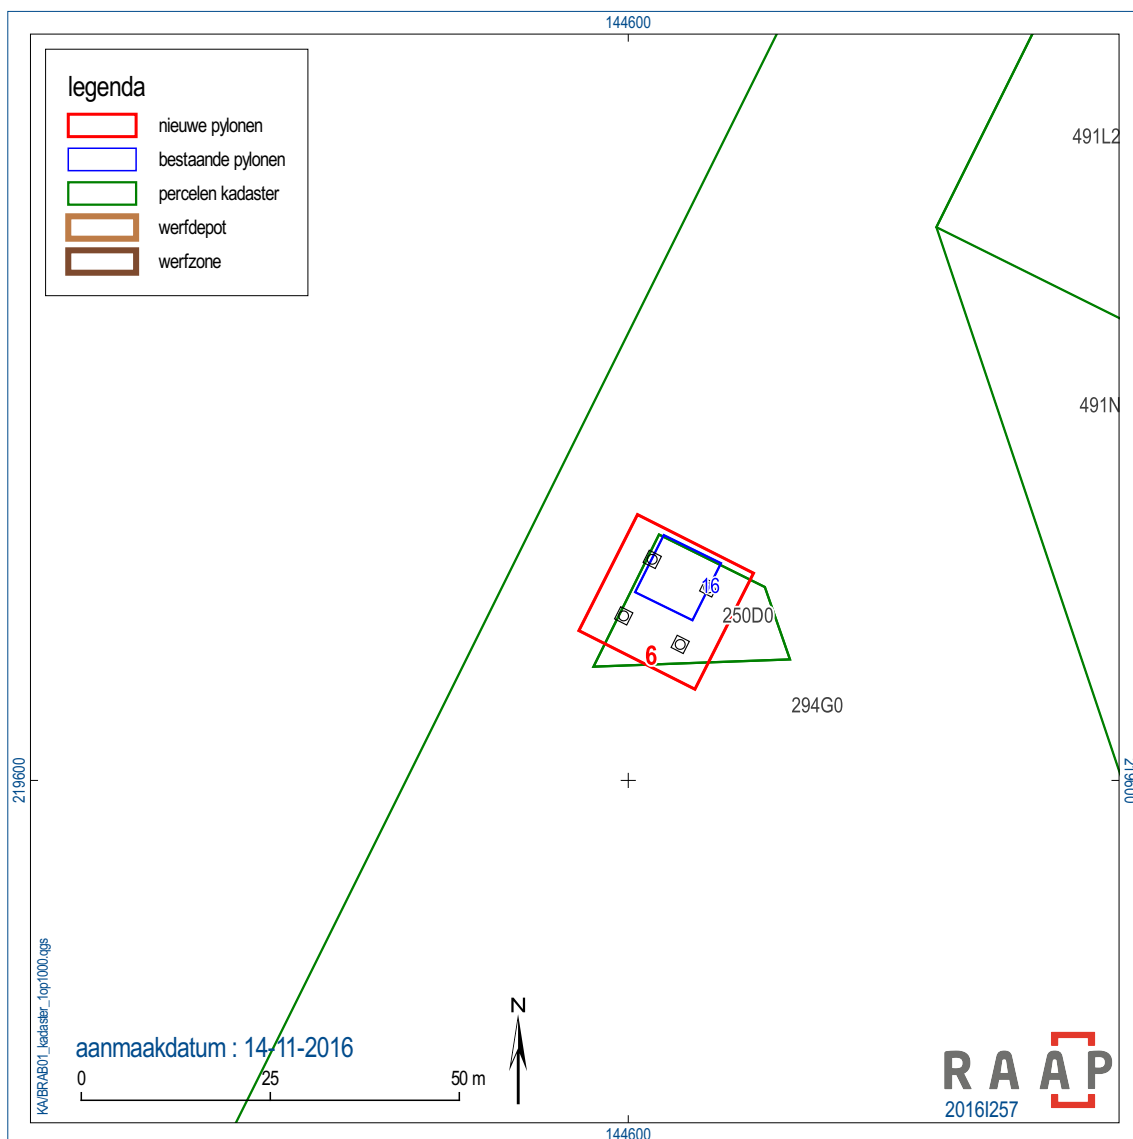 144600
legenda
nieuwe pylonen
bestaande pylonen
percelen kadaster
werfdepot
werfzone
491L2
491N
16
250D0
6
294G0
219600
219600
KA/BRAB01_kadaster_1op1000.qgs
N
aanmaakdatum : 14-11-2016
0 25 50 m
RAAP
2016I257
144600